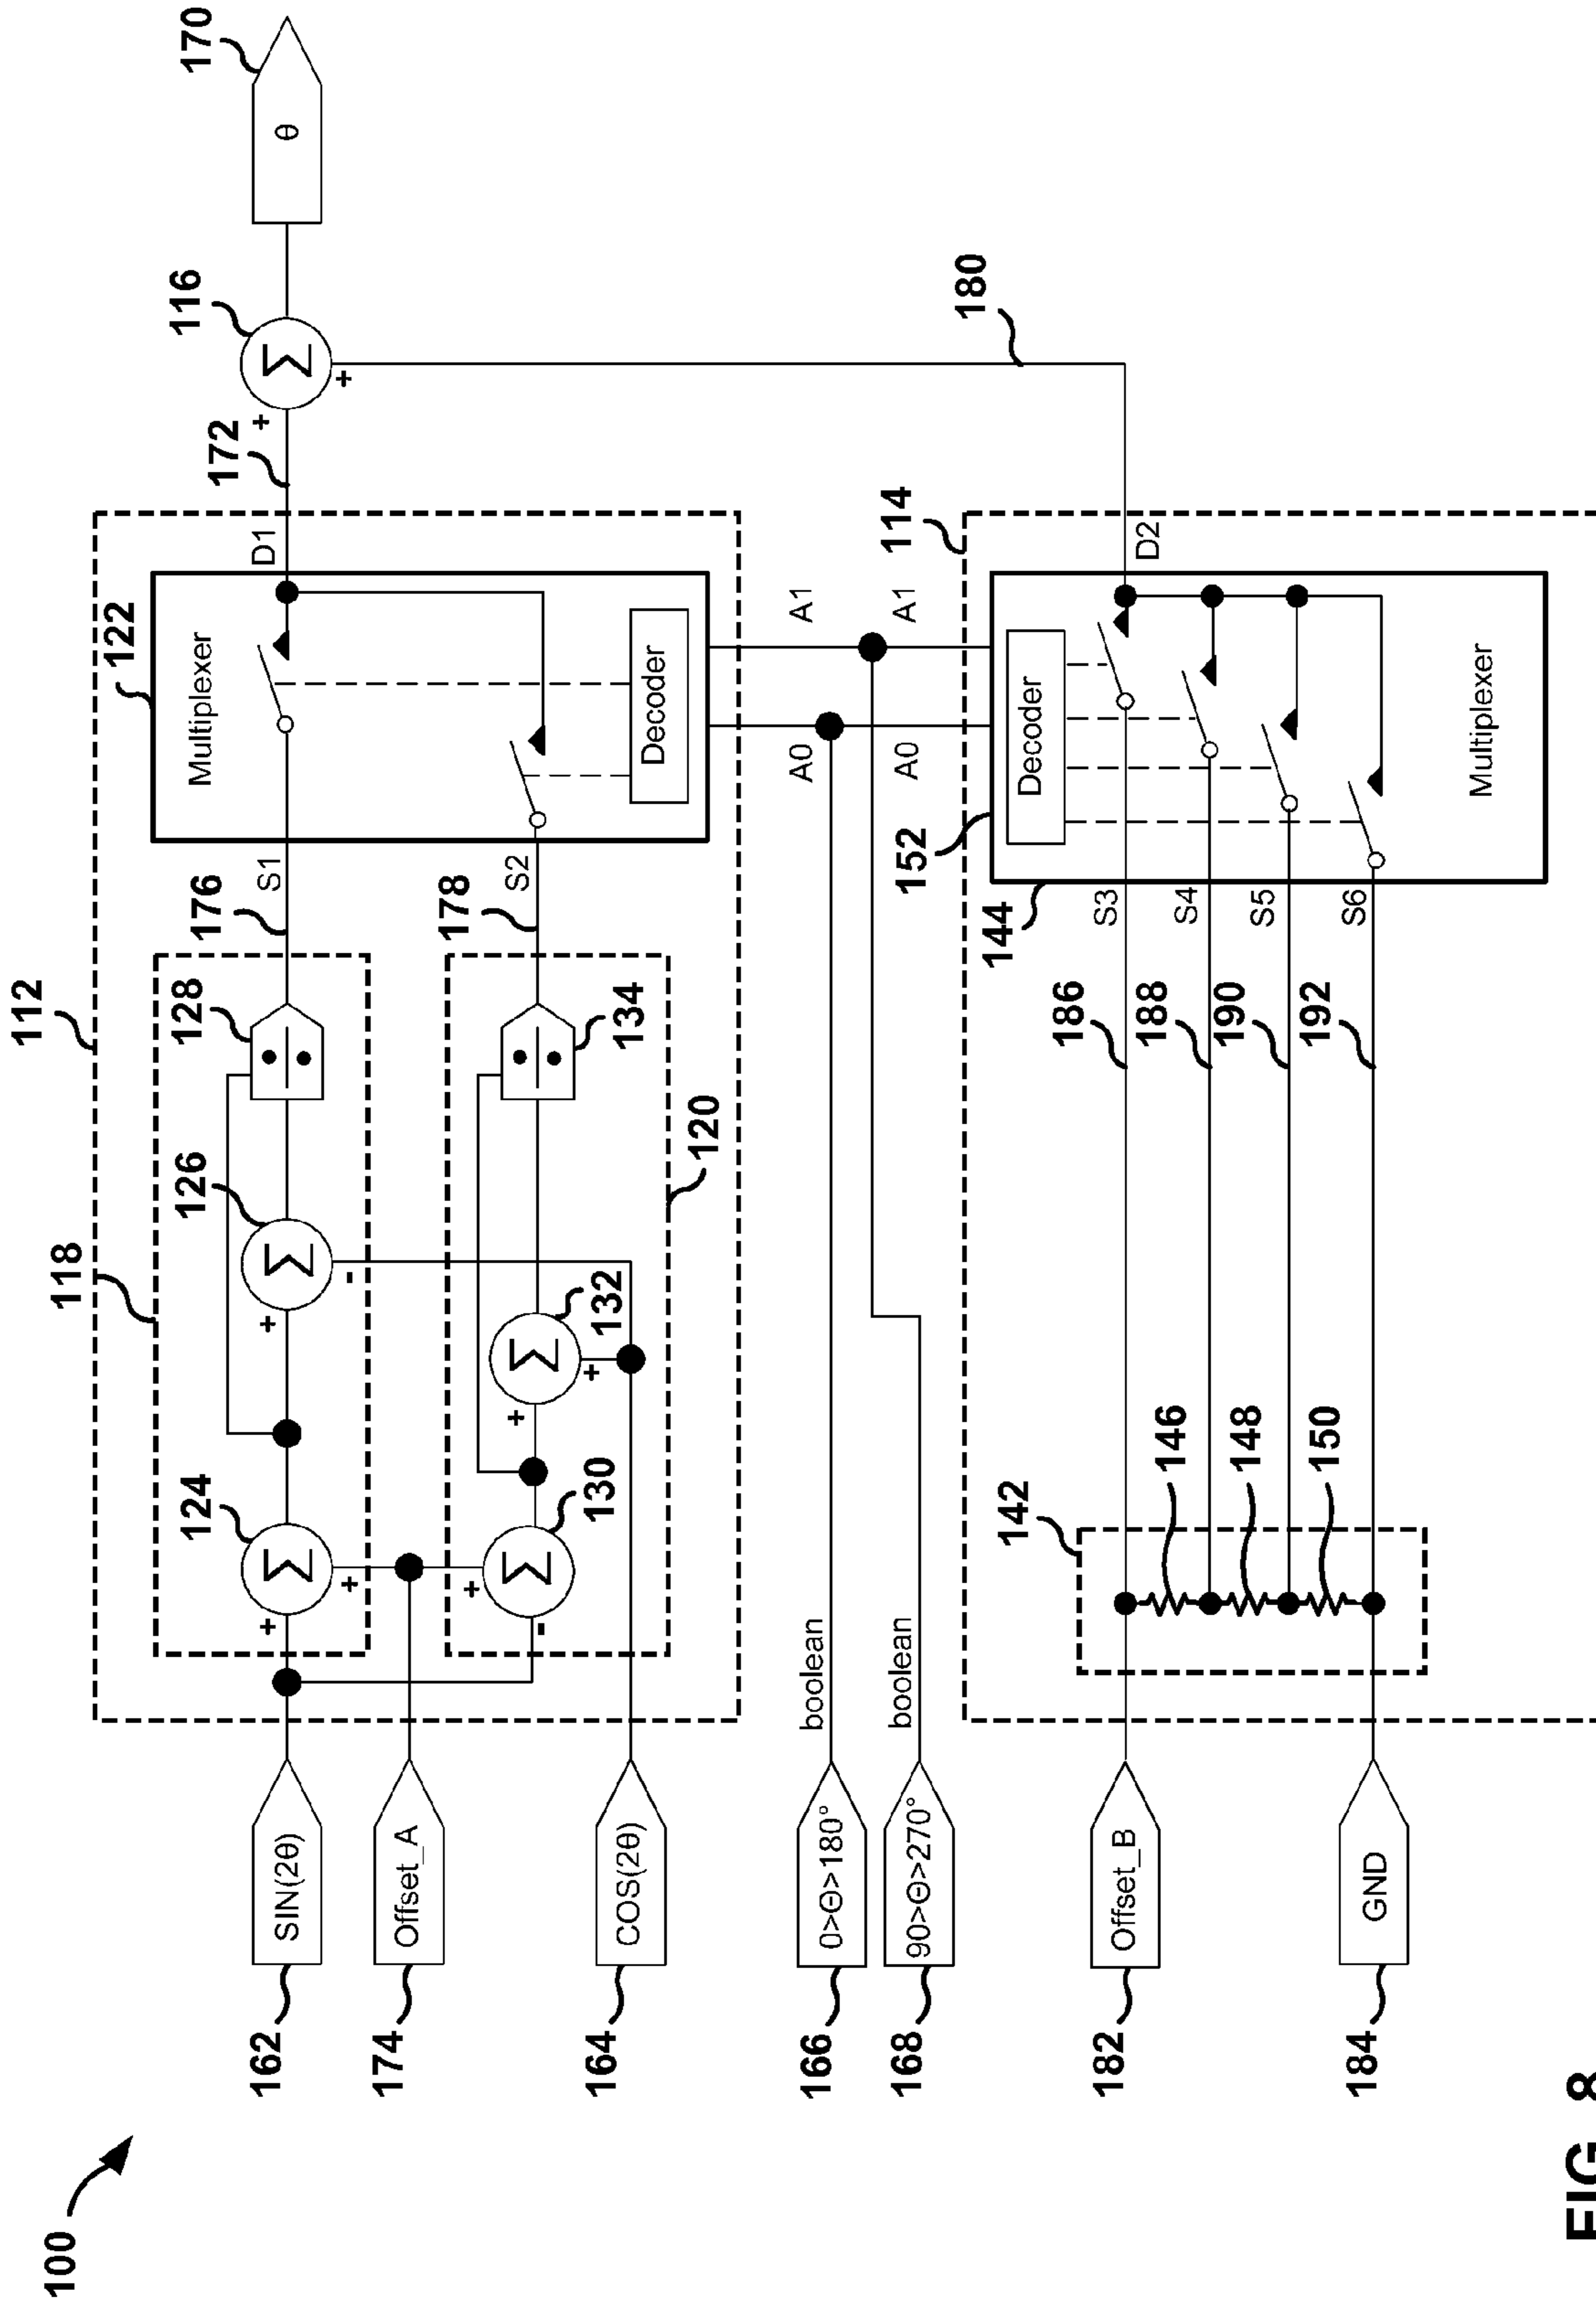 100
112
118
122
124
126
128
176
S1
Multiplexer
D1
172
116
170
θ
+
+
+
-
+
+
Σ
Σ
Σ
162
SIN(2θ)
174
Offset_A
164
COS(2θ)
130
132
134
178
S2
120
Decoder
+
-
+
+
Σ
Σ
166
0>Θ>180°
boolean
168
90>Θ>270°
boolean
A0
A1
A0
A1
180
114
182
Offset_B
184
GND
142
146
148
150
186
188
190
192
144
152
S3
S4
S5
S6
Decoder
D2
Multiplexer
FIG. 8